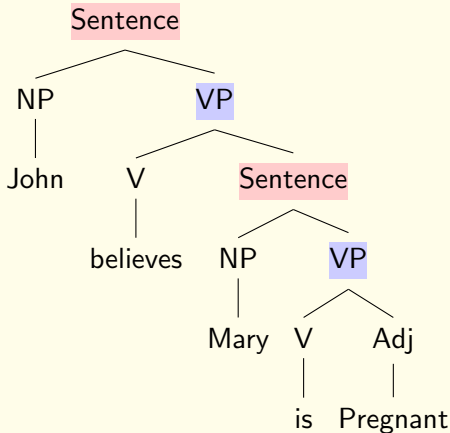 Sentence
NP VP
John V Sentence
believes NP VP
Mary V Adj
is Pregnant